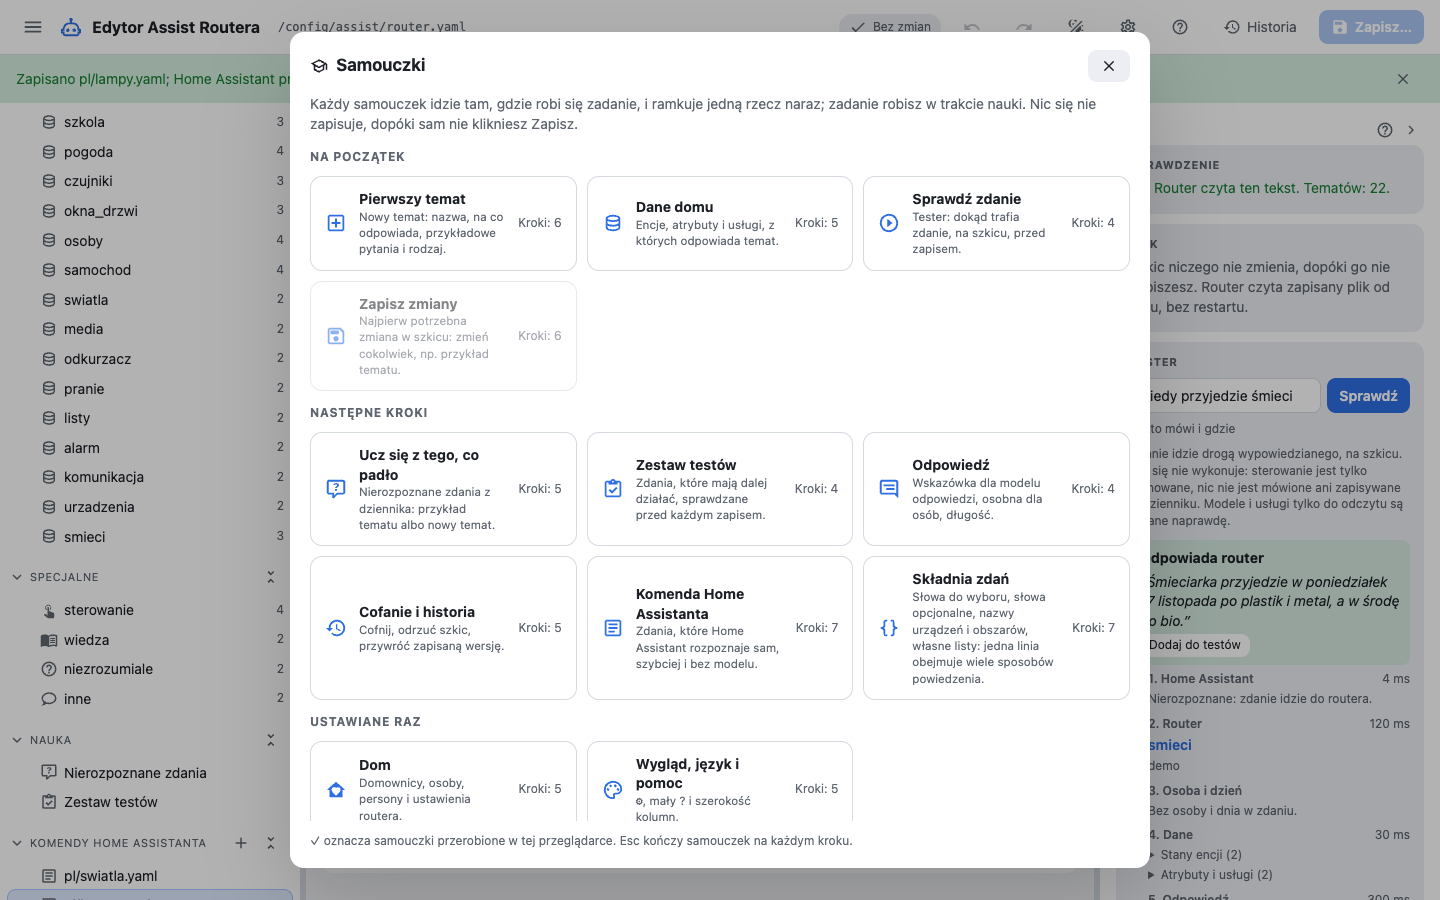 Edytor Assist Routera
/config/assist/router.yaml
Bez zmian
Historia
Zapisz...
Zapisano pl/lampy.yaml; Home Assistant
szkola 3
pogoda 4
czujniki 3
okna_drzwi 3
osoby 4
samochod 4
swiatla 2
media 2
odkurzacz 2
pranie 2
listy 2
alarm 2
komunikacja 2
urzadzenia 2
smieci 3
SPECJALNE
sterowanie 4
wiedza 2
niezrozumiale 2
inne 2
NAUKA
Nierozpoznane zdania
Zestaw testów
KOMENDY HOME ASSISTANTA
pl/swiatla.yaml
Samouczki
Każdy samouczek idzie tam, gdzie robi się zadanie, i ramkuje jedną rzecz naraz; zadanie robisz w trakcie nauki. Nic się nie
zapisuje, dopóki sam nie klikniesz Zapisz.
NA POCZĄTEK
Pierwszy temat
Nowy temat: nazwa, na co
odpowiada, przykładowe
pytania i rodzaj.
Kroki: 6
Dane domu
Encje, atrybuty i usługi, z
których odpowiada temat.
Kroki: 5
Sprawdź zdanie
Tester: dokąd trafia
zdanie, na szkicu, przed
zapisem.
Kroki: 4
Zapisz zmiany
Najpierw potrzebna
zmiana w szkicu: zmień
cokolwiek, np. przykład
tematu.
Kroki: 6
NASTĘPNE KROKI
Ucz się z tego, co
padło
Nierozpoznane zdania z
dziennika: przykład
tematu albo nowy temat.
Kroki: 5
Zestaw testów
Zdania, które mają dalej
działać, sprawdzane
przed każdym zapisem.
Kroki: 4
Odpowiedź
Wskazówka dla modelu
odpowiedzi, osobna dla
osób, długość.
Kroki: 4
Cofanie i historia
Cofnij, odrzuć szkic,
przywróć zapisaną wersję.
Kroki: 5
Komenda Home
Assistanta
Zdania, które Home
Assistant rozpoznaje sam,
szybciej i bez modelu.
Kroki: 7
Składnia zdań
Słowa do wyboru, słowa
opcjonalne, nazwy
urządzeń i obszarów,
własne listy: jedna linia
obejmuje wiele sposobów
powiedzenia.
Kroki: 7
USTAWIANE RAZ
Dom
Domownicy, osoby,
persony i ustawienia
routera.
Kroki: 5
Wygląd, język i
pomoc
⚙, mały ? i szerokość
kolumn.
Kroki: 5
✓ oznacza samouczki przerobione w tej przeglądarce. Esc kończy samouczek na każdym kroku.
Router czyta ten tekst. Tematów: 22.
niczego nie zmienia, dopóki go nie
Router czyta zapisany plik od
bez restartu.
przyjedzie śmieci
Sprawdź
to mówi i gdzie
idzie drogą wypowiedzianego, na szkicu.
się nie wykonuje: sterowanie jest tylko
nic nie jest mówione ani zapisywane
Modele i usługi tylko do odczytu są
naprawdę.
router
przyjedzie w poniedziałek
7 listopada po plastik i metal, a w środę
bio.”
Dodaj do testów
1. Home Assistant 4 ms
Nierozpoznane: zdanie idzie do routera.
2. Router 120 ms
smieci
demo
3. Osoba i dzień
Bez osoby i dnia w zdaniu.
4. Dane 30 ms
Stany encji (2)
Atrybuty i usługi (2)
5. Odpowiedź 300 ms